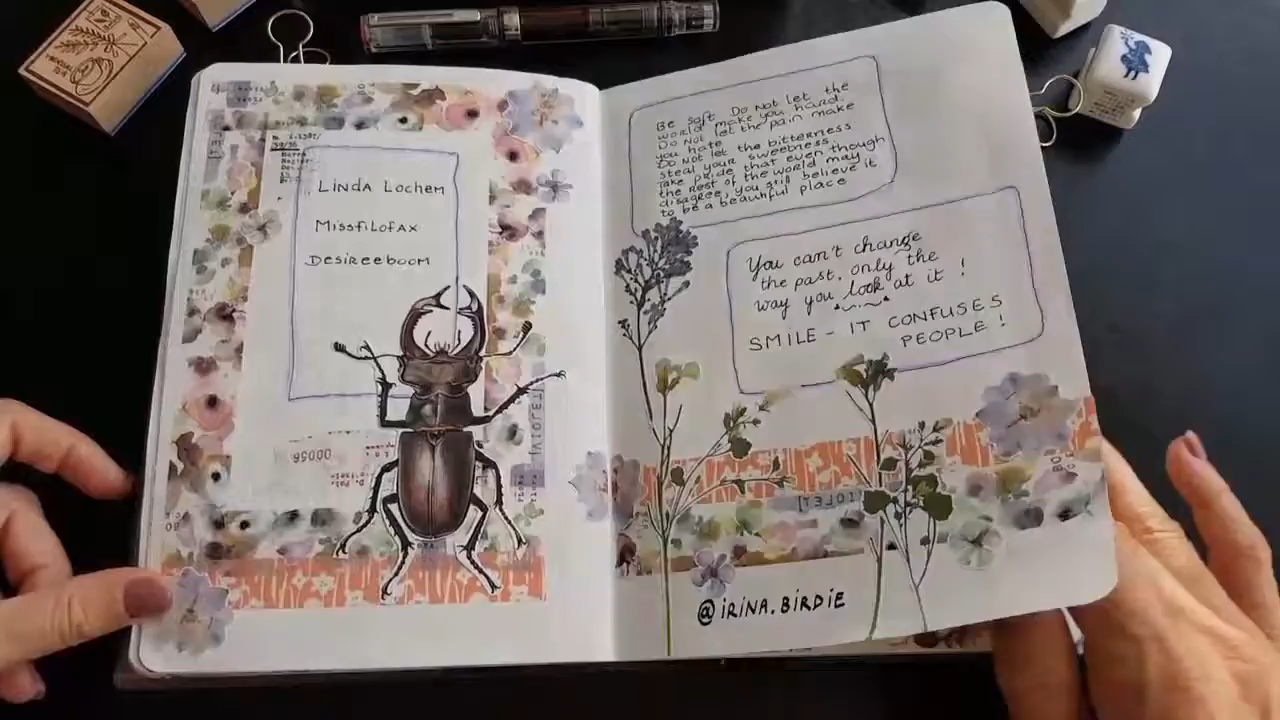 Linda Lochem
Missfilofax
Desireeboom
00056
Be soft. Do Not let the
world make you hard.
Do Not let the pain make
you hate
Do Not let the bitterness
steal your sweetness.
Take pride that even though
the rest of the world may
disagree, you still believe it
to be a beautiful place
You can't change
the past, only the
way you look at it !
SMILE - IT CONFUSES
PEOPLE !
[VIOLET]
[VIOLET]
@iRiNA.BiRDiE